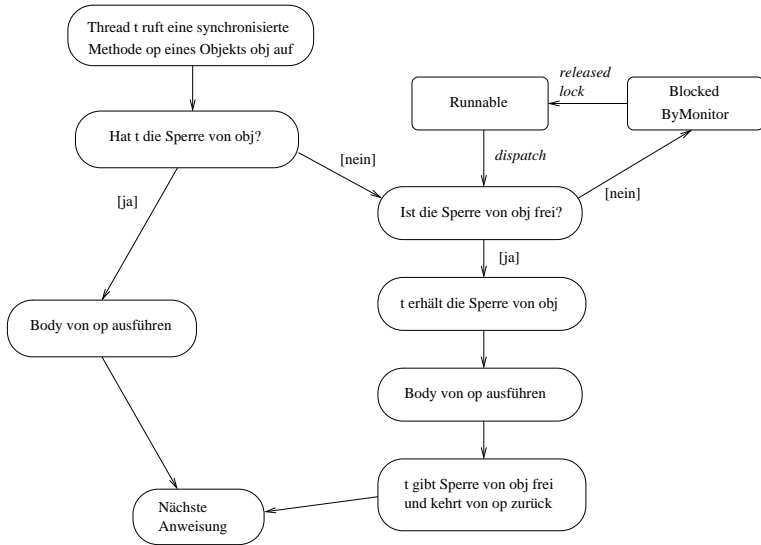 Thread t ruft eine synchronisierte
Methode op eines Objekts obj auf
released
lock
Runnable
Blocked
ByMonitor
Hat t die Sperre von obj?
[nein]
dispatch
[ja]
Ist die Sperre von obj frei?
[nein]
[ja]
t erhält die Sperre von obj
Body von op ausführen
Body von op ausführen
t gibt Sperre von obj frei
und kehrt von op zurück
Nächste
Anweisung